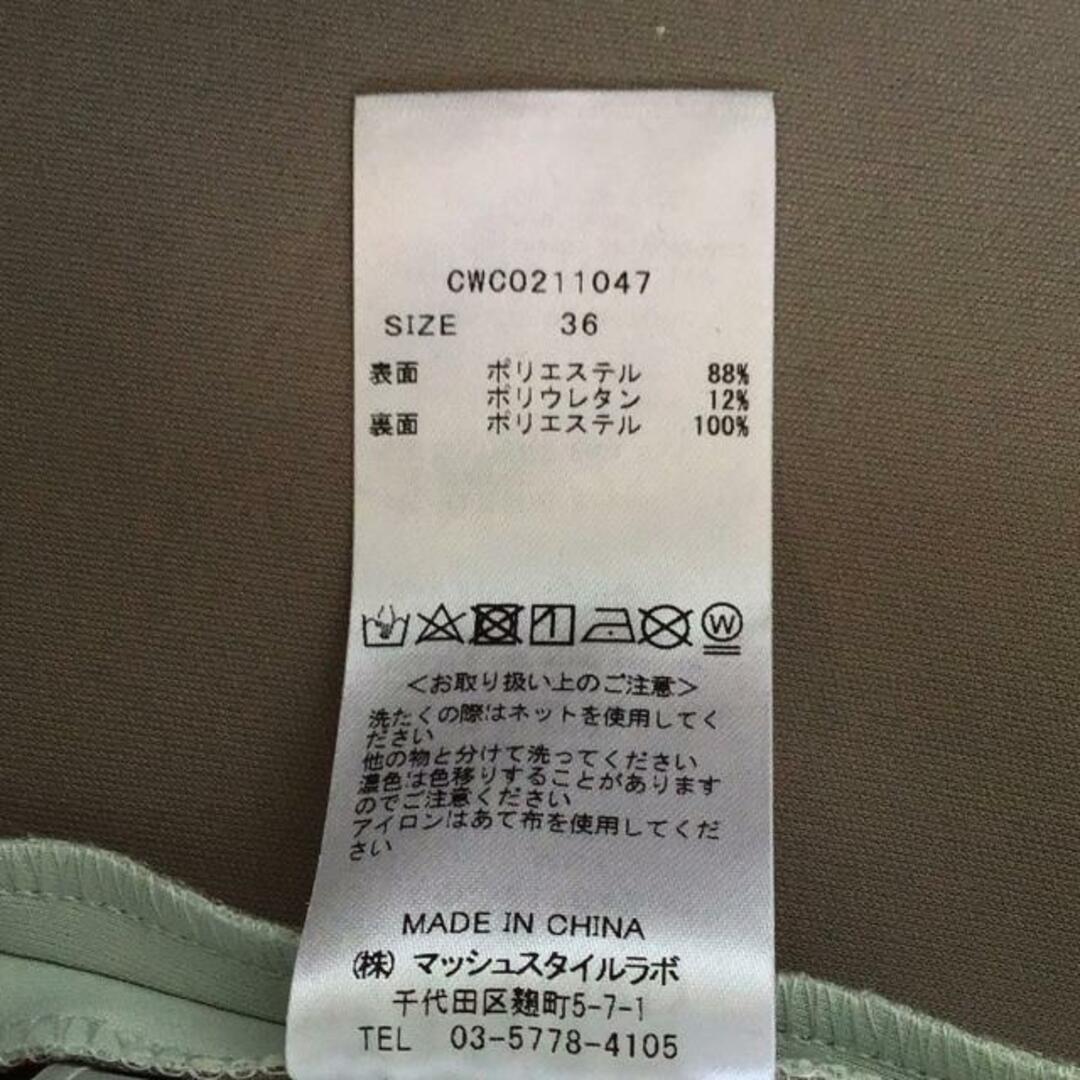 CWCO211047
SIZE 36
表面 ポリエステル 88%
ポリウレタン 12%
裏面 ポリエステル 100%
W
<お取り扱い上のご注意>
洗たくの際はネットを使用してく
ださい
他の物と分けて洗ってください
濃色は色移りすることがあります
のでご注意ください
アイロンはあて布を使用してくだ
さい
MADE IN CHINA
(株) マッシュスタイルラボ
千代田区麹町5-7-1
TEL 03-5778-4105